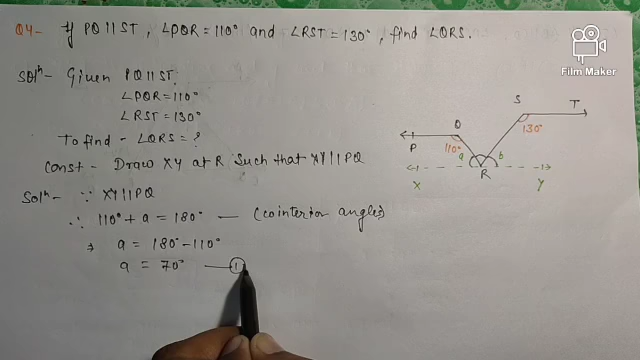 Q4- If PQ || ST, ∠PQR = 110° and ∠RST = 130°, find ∠QRS.
Film Maker
Solⁿ- Given PQ || ST
∠PQR = 110°
∠RST = 130°
To find - ∠QRS = ?
Const - Draw XY at R such that XY || PQ
Solⁿ - ∵ XY || PQ
∴ 110° + a = 180° — (cointerior angles)
⇒ a = 180° - 110°
a = 70° — 1
S T
130°
P Q
110°
a b
R
X Y